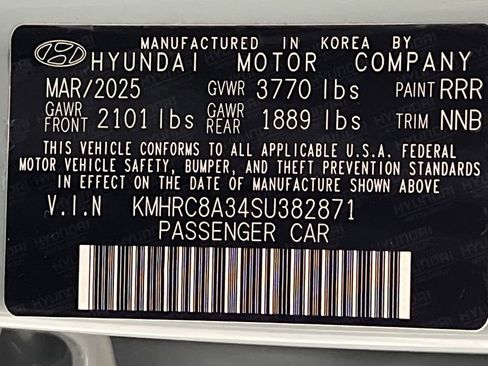 MANUFACTURED IN KOREA BY
HYUNDAI MOTOR COMPANY
MAR/2025 GVWR 3770 lbs PAINT RRR
GAWR FRONT 2101 lbs GAWR REAR 1889 lbs TRIM NNB
THIS VEHICLE CONFORMS TO ALL APPLICABLE U.S.A. FEDERAL
MOTOR VEHICLE SAFETY, BUMPER, AND THEFT PREVENTION STANDARDS
IN EFFECT ON THE DATE OF MANUFACTURE SHOWN ABOVE
V.I.N KMHRC8A34SU382871
PASSENGER CAR